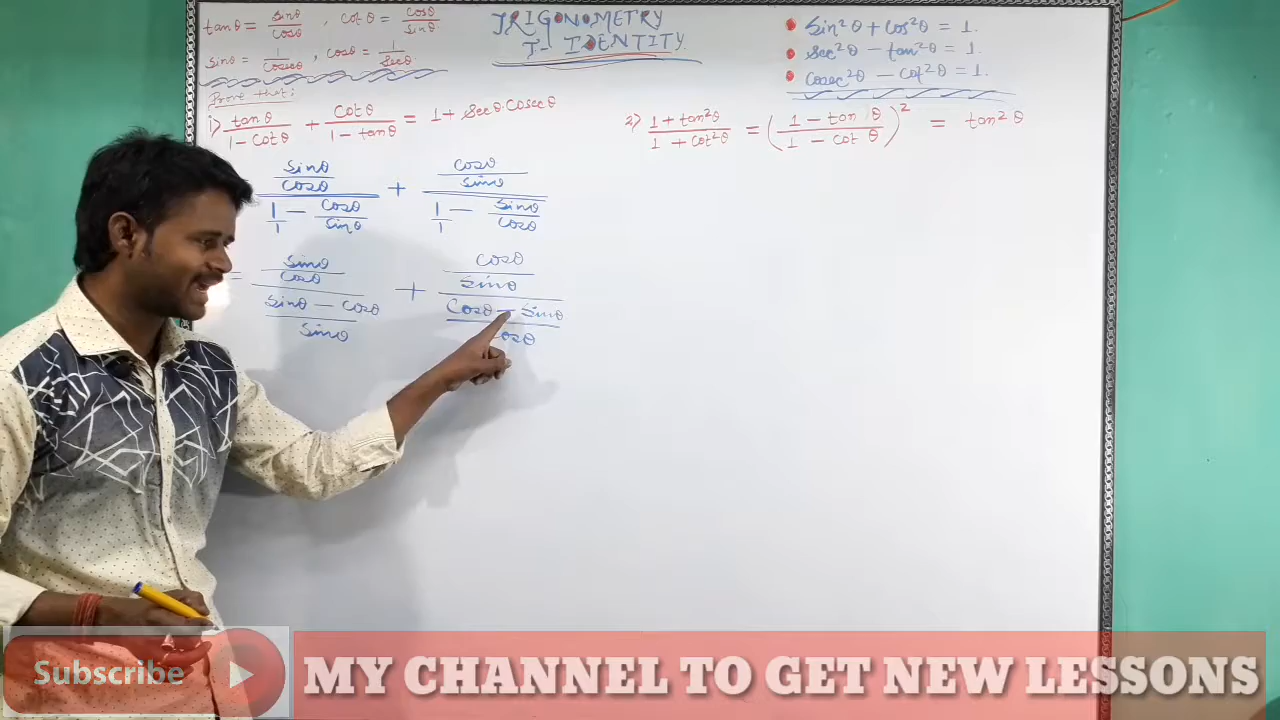 tanθ = sinθ/cosθ , cotθ = cosθ/sinθ
sinθ = 1/cosecθ , cosθ = 1/secθ
TRIGONOMETRY
T- IDENTITY
• sin²θ + cos²θ = 1.
• sec²θ − tan²θ = 1.
• cosec²θ − cot²θ = 1.
Prove that:
i) tanθ/(1 − cotθ) + cotθ/(1 − tanθ) = 1 + secθ.cosecθ
(sinθ/cosθ)/(1/1 − cosθ/sinθ) + (cosθ/sinθ)/(1/1 − sinθ/cosθ)
= (sinθ/cosθ)/((sinθ − cosθ)/sinθ) + (cosθ/sinθ)/((cosθ − sinθ)/cosθ)
2) (1 + tan²θ)/(1 + cot²θ) = ((1 − tan θ)/(1 − cot θ))² = tan²θ
Subscribe
MY CHANNEL TO GET NEW LESSONS